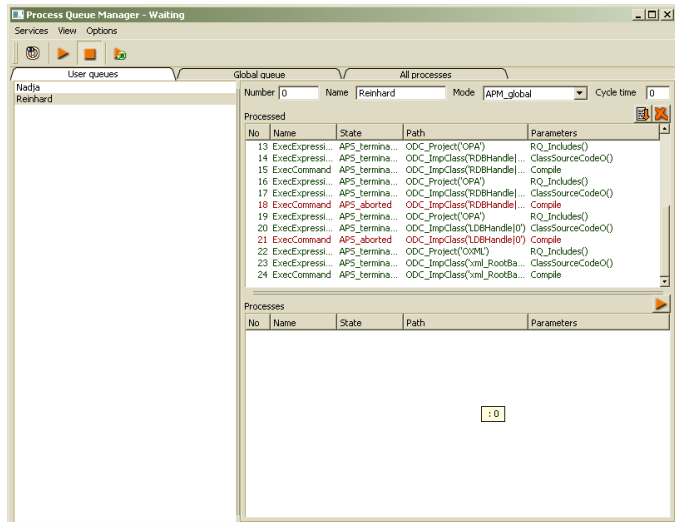 Process Queue Manager - Waiting
Services View Options
User queues Global queue All processes
Nadja
Reinhard
Number 0 Name Reinhard Mode APM_global Cycle time 0
Processed
No Name State Path Parameters
13 ExecExpressi... APS_termina... ODC_Project('OPA') RQ_Includes()
14 ExecExpressi... APS_termina... ODC_ImpClass('RDBHandle|... ClassSourceCodeO()
15 ExecCommand APS_termina... ODC_ImpClass('RDBHandle|... Compile
16 ExecExpressi... APS_termina... ODC_Project('OPA') RQ_Includes()
17 ExecExpressi... APS_termina... ODC_ImpClass('RDBHandle|... ClassSourceCodeO()
18 ExecCommand APS_aborted ODC_ImpClass('RDBHandle|... Compile
19 ExecExpressi... APS_termina... ODC_Project('OPA') RQ_Includes()
20 ExecExpressi... APS_termina... ODC_ImpClass('LDBHandle|0') ClassSourceCodeO()
21 ExecCommand APS_aborted ODC_ImpClass('LDBHandle|0') Compile
22 ExecExpressi... APS_termina... ODC_Project('OXML') RQ_Includes()
23 ExecExpressi... APS_termina... ODC_ImpClass('xml_RootBa... ClassSourceCodeO()
24 ExecCommand APS_termina... ODC_ImpClass('xml_RootBa... Compile
Processes
No Name State Path Parameters
: 0